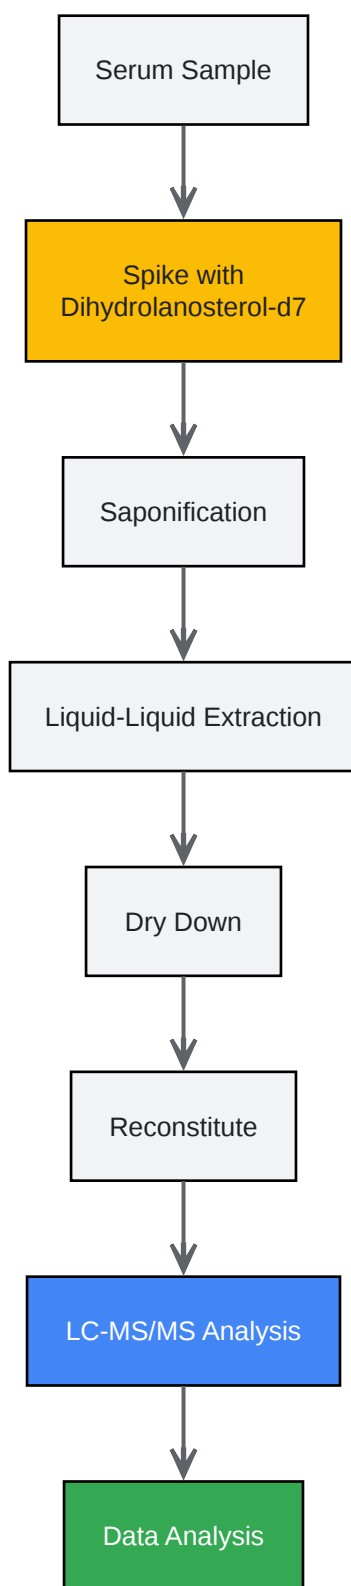 Serum Sample
Spike with
Dihydrolanosterol-d7
Saponification
Liquid-Liquid Extraction
Dry Down
Reconstitute
LC-MS/MS Analysis
Data Analysis